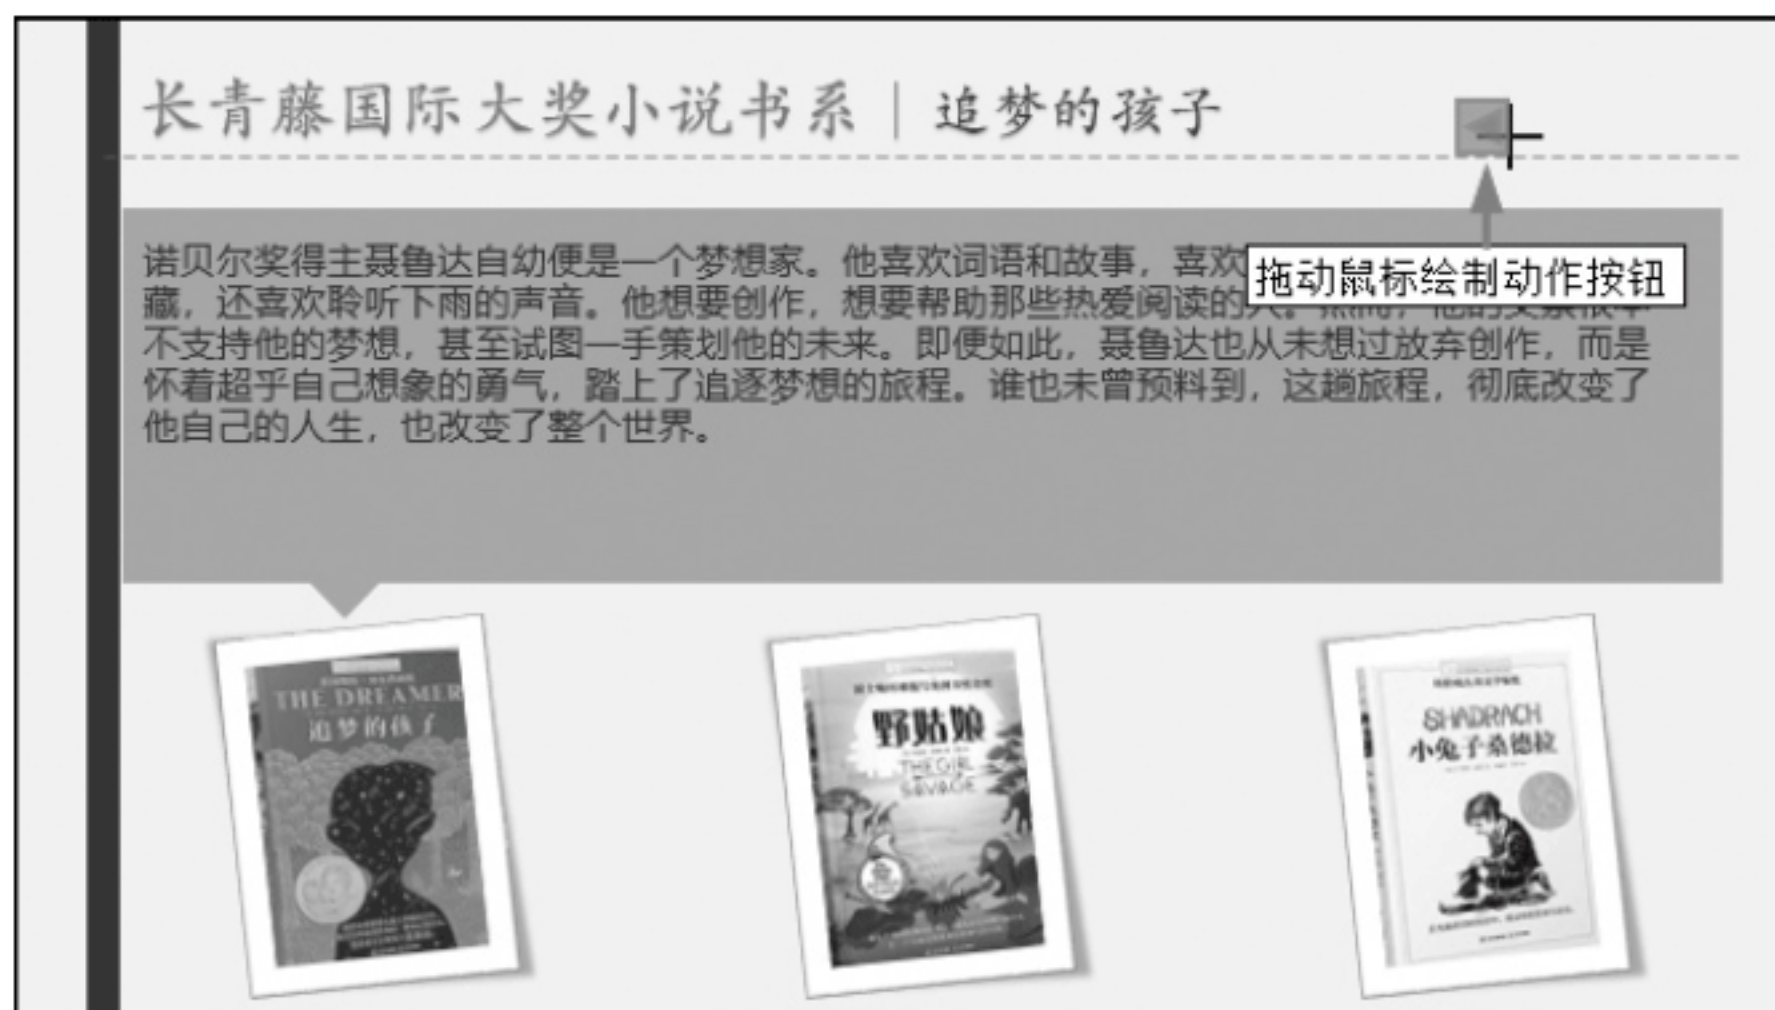 长青藤国际大奖小说书系｜追梦的孩子
诺贝尔奖得主聂鲁达自幼便是一个梦想家。他喜欢词语和故事，喜欢
拖动鼠标绘制动作按钮
藏，还喜欢聆听下雨的声音。他想要创作，想要帮助那些热爱阅读的
不支持他的梦想，甚至试图一手策划他的未来。即便如此，聂鲁达也从未想过放弃创作，而是
怀着超乎自己想象的勇气，踏上了追逐梦想的旅程。谁也未曾预料到，这趟旅程，彻底改变了
他自己的人生，也改变了整个世界。
THE DREAMER
追梦的孩子
野姑娘
THE GIRL
SAVAGE
SHADRACH
小兔子桑德拉